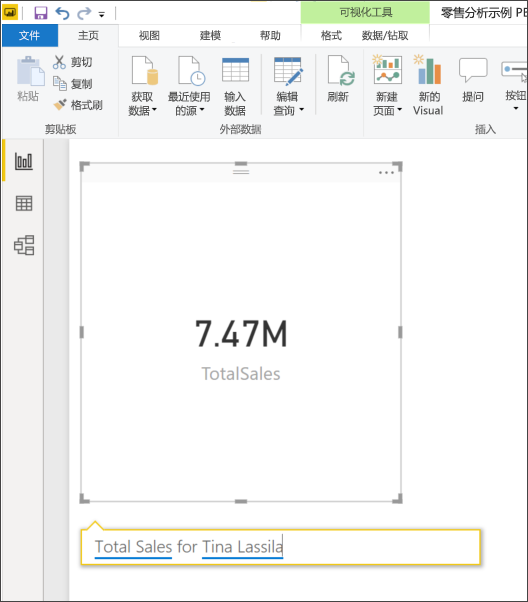 可视化工具
零售分析示例 PE
文件 主页 视图 建模 帮助 格式 数据/钻取
粘贴
剪切
复制
格式刷
剪贴板
获取
数据
最近使用
的源
输入
数据
编辑
查询
外部数据
刷新
新建
页面
新的
Visual
提问
按钮
插入
7.47M
TotalSales
Total Sales for Tina Lassila